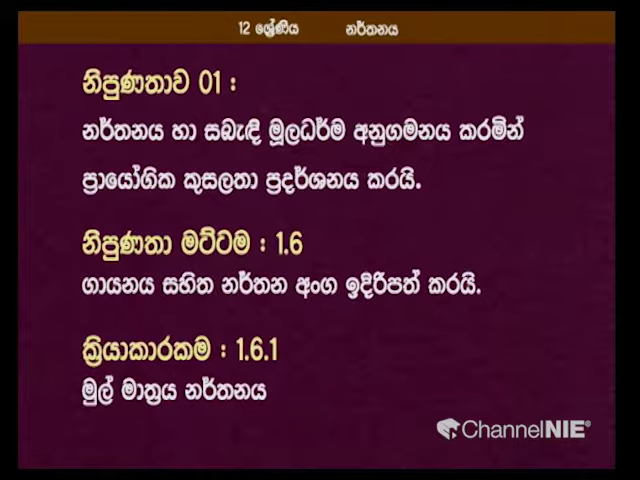 12 ශ්‍රේණිය නර්තනය
නිපුණතාව 01 :
නර්තනය හා සබැඳි මූලධර්ම අනුගමනය කරමින්
ප්‍රායෝගික කුසලතා ප්‍රදර්ශනය කරයි.
නිපුණතා මට්ටම : 1.6
ගායනය සහිත නර්තන අංග ඉදිරිපත් කරයි.
ක්‍රියාකාරකම : 1.6.1
මුල් මාත්‍රය නර්තනය
ChannelNIE®